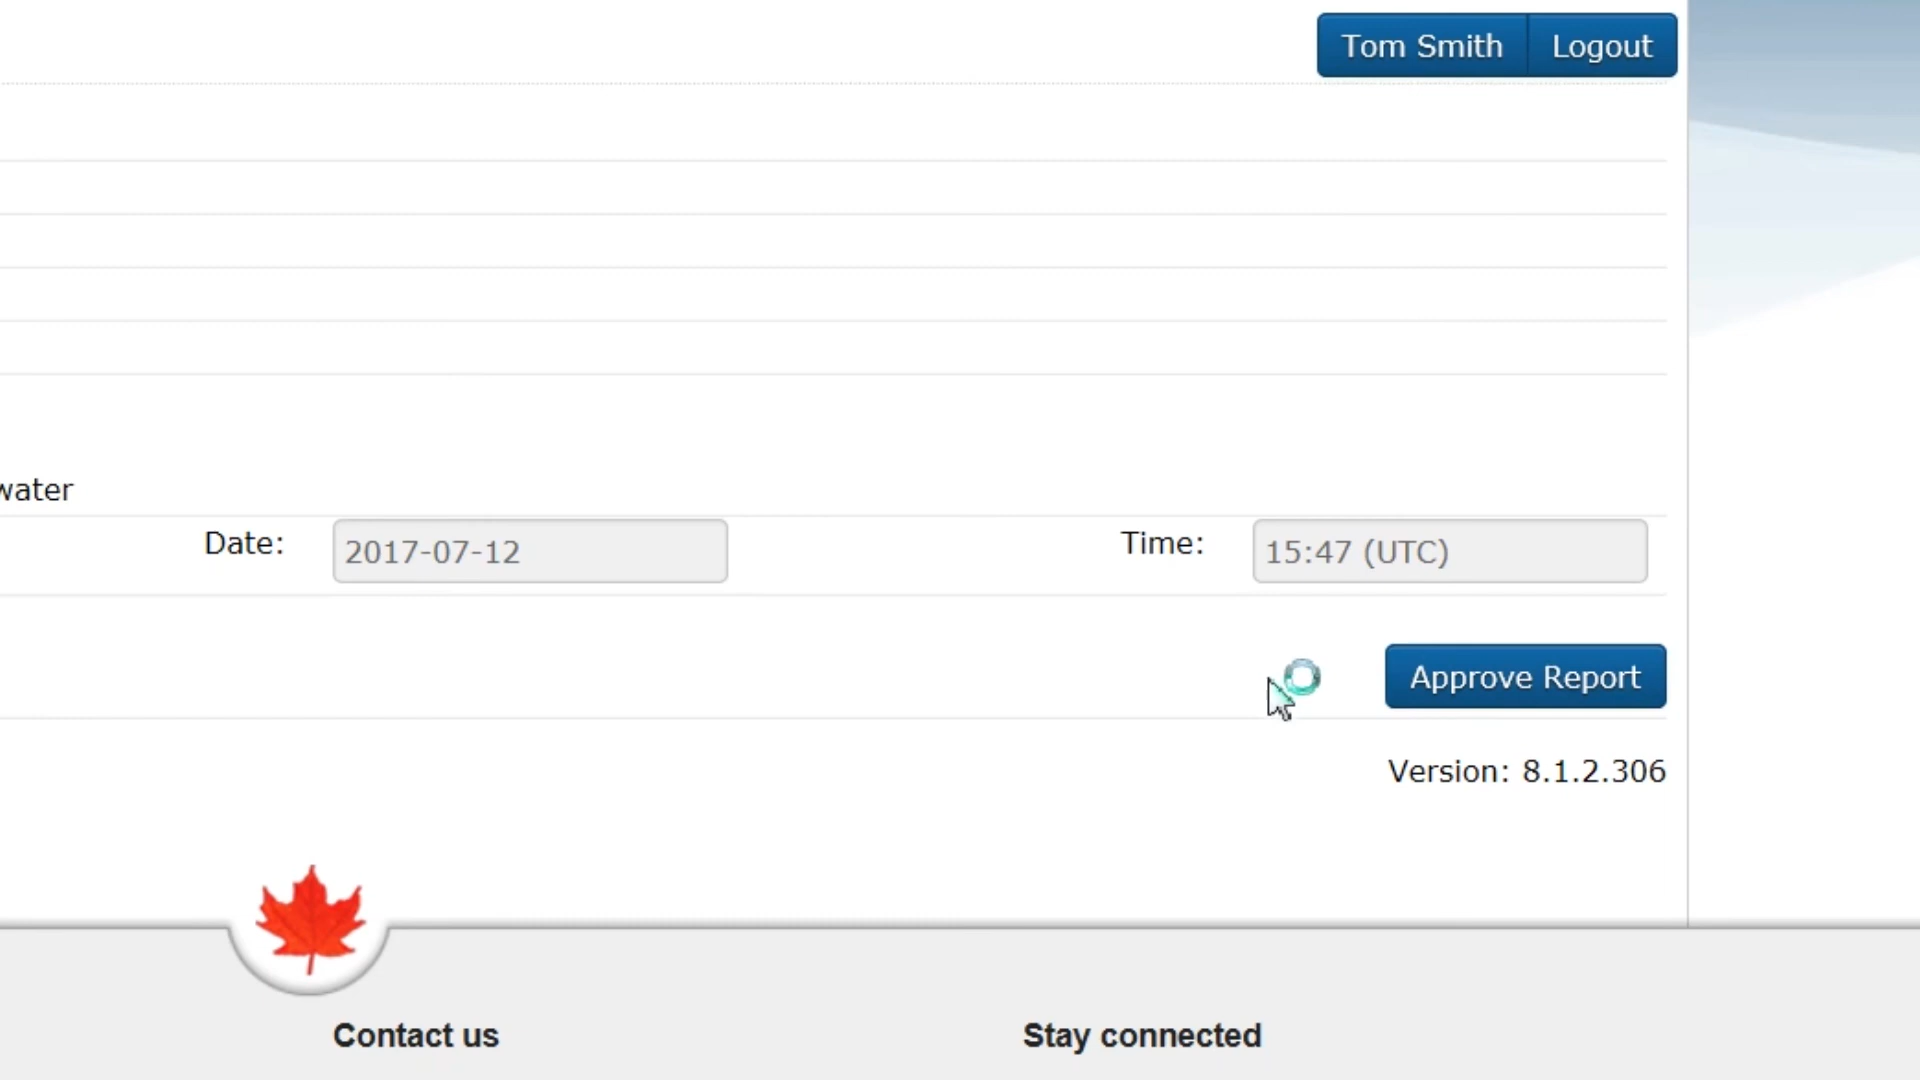 Tom Smith Logout
water
Date: 2017-07-12 Time: 15:47 (UTC)
Approve Report
Version: 8.1.2.306
Contact us Stay connected